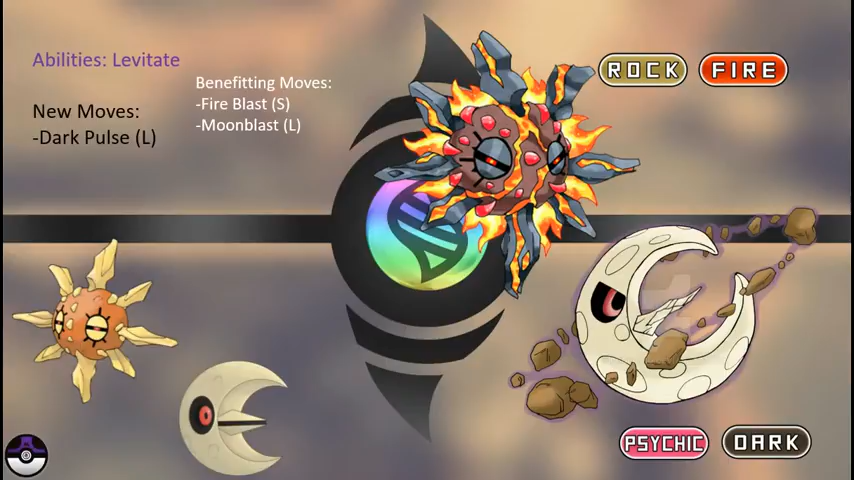 Abilities: Levitate
New Moves:
-Dark Pulse (L)
Benefitting Moves:
-Fire Blast (S)
-Moonblast (L)
ROCK
FIRE
PSYCHIC
DARK